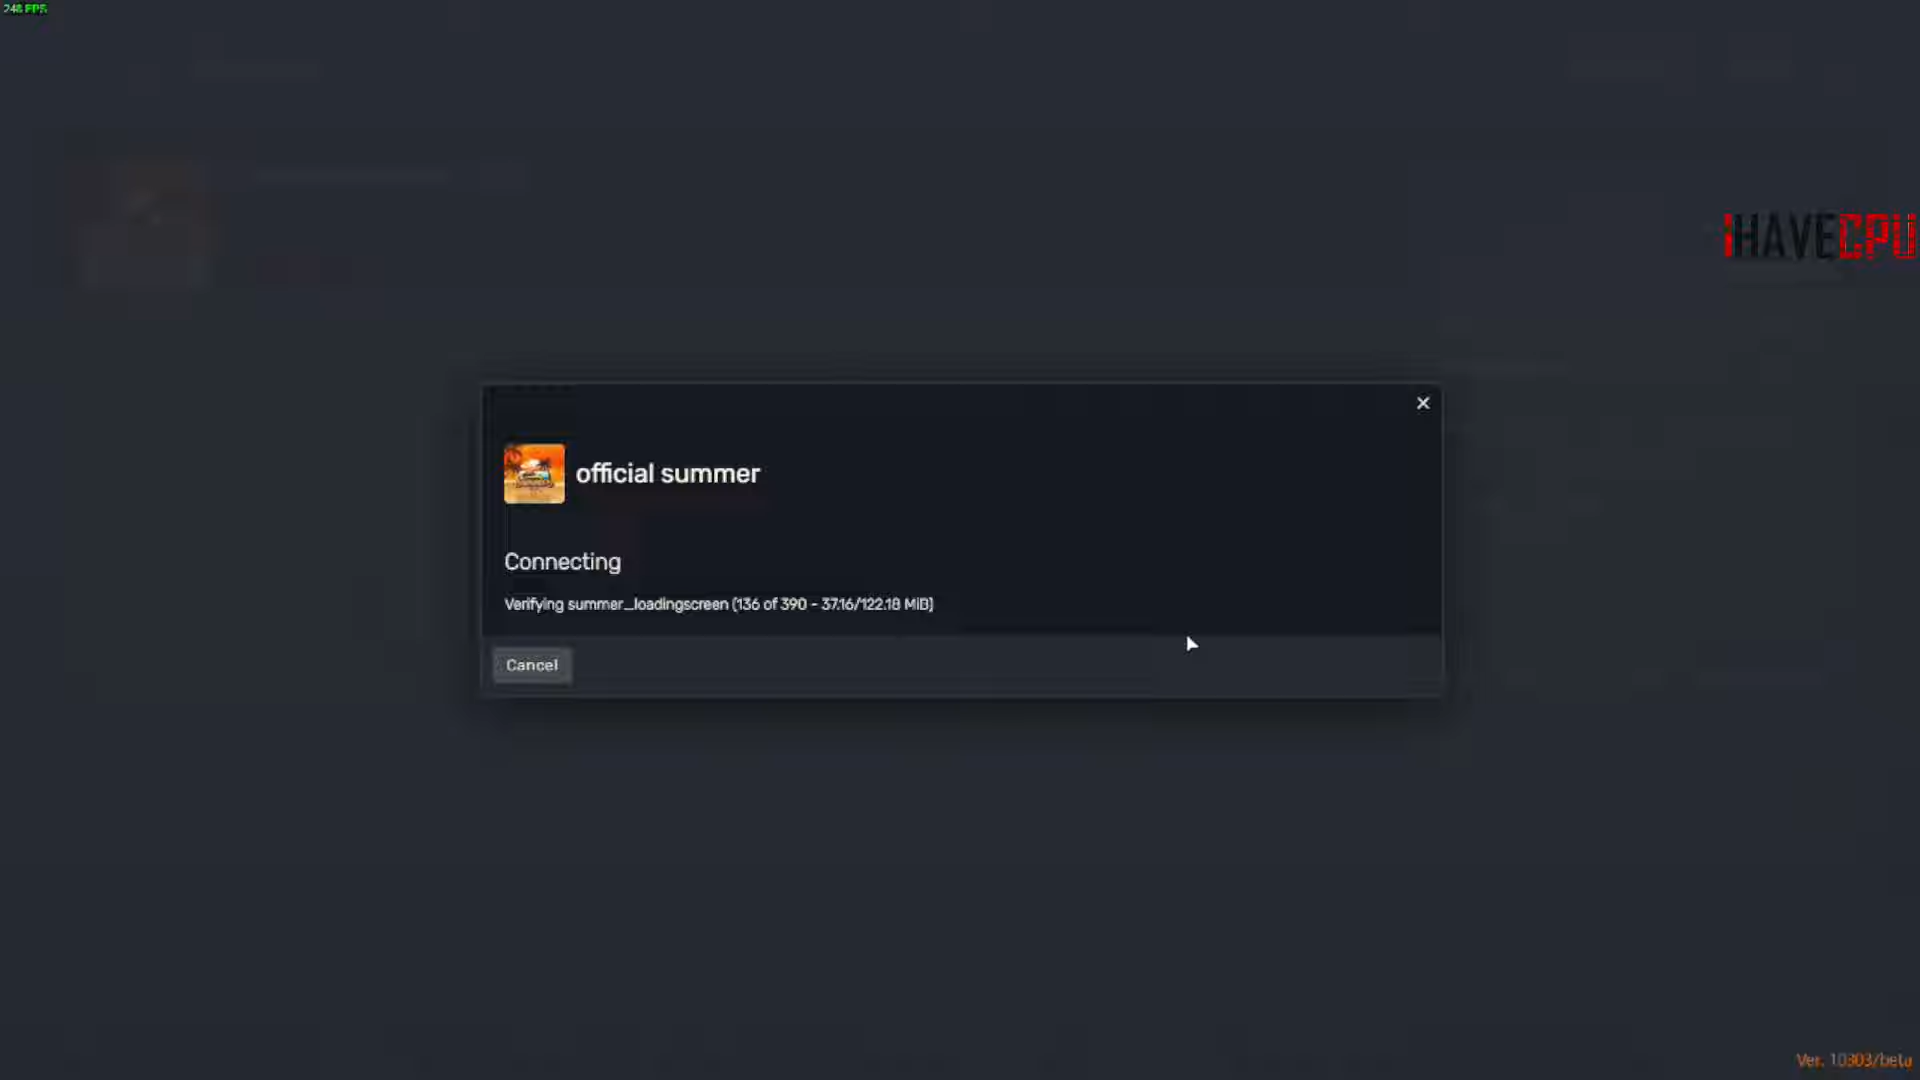 248 FPS
IHAVECPU
official summer
Connecting
Verifying summer_loadingscreen (136 of 390 - 37.16/122.18 MiB)
Cancel
Ver. 10303/beta